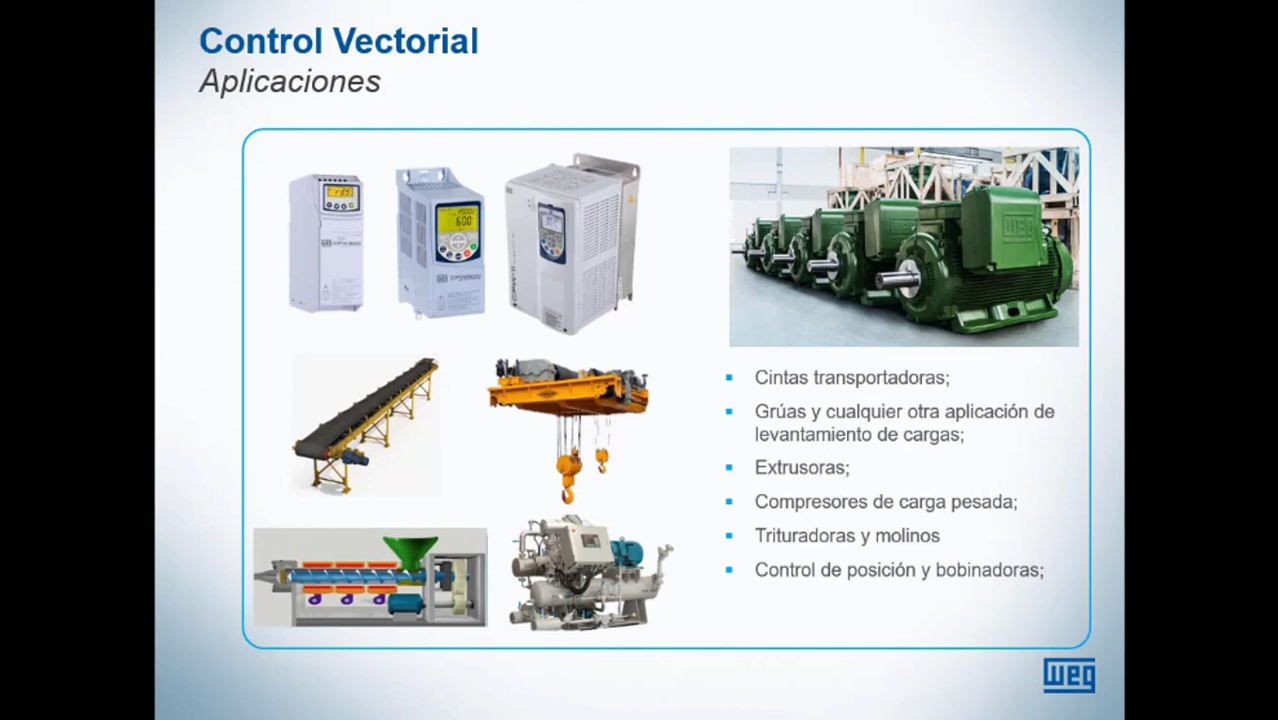 Control Vectorial
Aplicaciones
WEG
Cintas transportadoras;
Grúas y cualquier otra aplicación de
levantamiento de cargas;
Extrusoras;
Compresores de carga pesada;
Trituradoras y molinos
Control de posición y bobinadoras;
weg